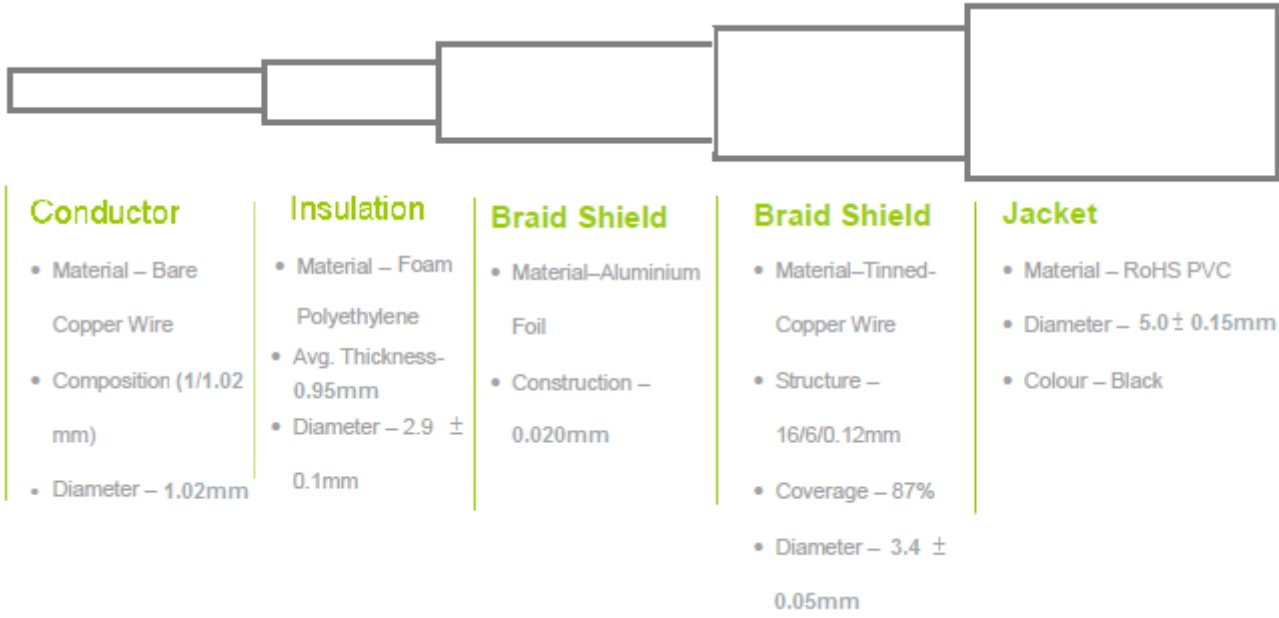 Conductor
• Material – Bare
Copper Wire
• Composition (1/1.02
mm)
• Diameter – 1.02mm
Insulation
• Material – Foam
Polyethylene
• Avg. Thickness-
0.95mm
• Diameter – 2.9 ±
0.1mm
Braid Shield
• Material–Aluminium
Foil
• Construction –
0.020mm
Braid Shield
• Material–Tinned-
Copper Wire
• Structure –
16/6/0.12mm
• Coverage – 87%
• Diameter – 3.4 ±
0.05mm
Jacket
• Material – RoHS PVC
• Diameter – 5.0 ± 0.15mm
• Colour – Black